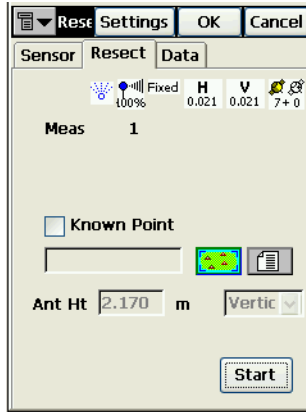 Rese Settings OK Cancel
Sensor Resect Data
100% Fixed H 0.021 V 0.021 7+0
Meas 1
Known Point
Ant Ht 2.170 m Vertic
Start